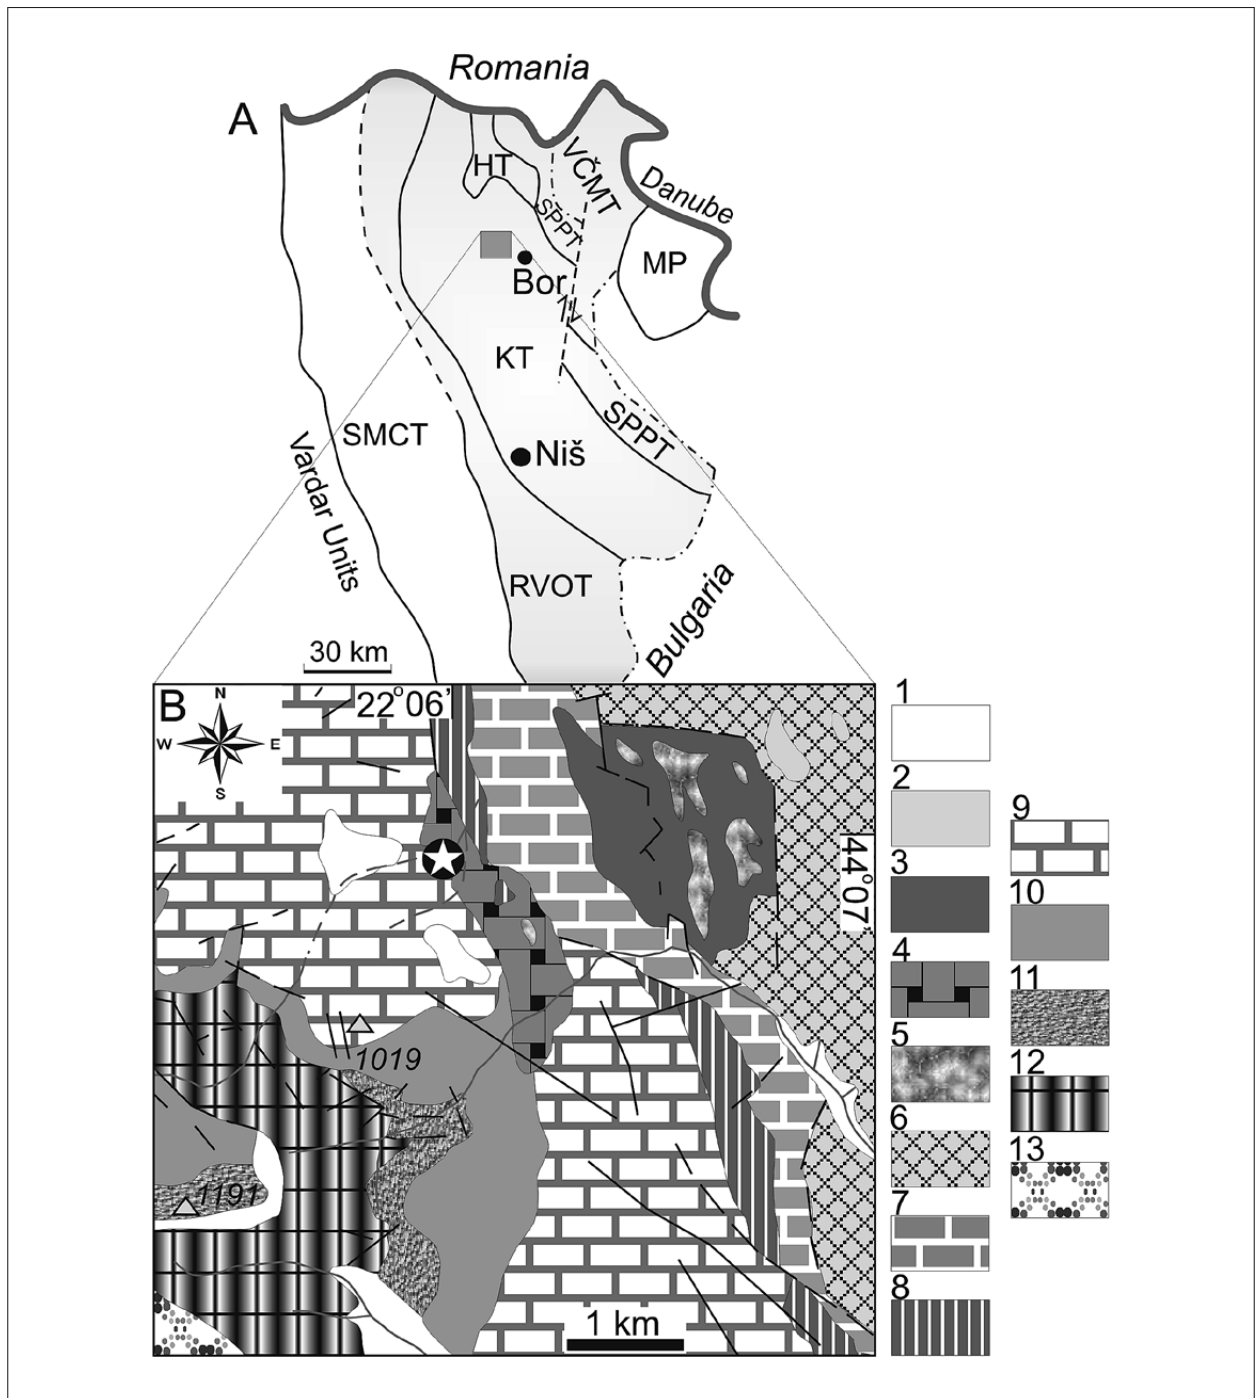 Romania
A
HT
VČMT
SPPT
Danube
MP
Bor
KT
SMCT
SPPT
Niš
Vardar Units
RVOT
Bulgaria
30 km
B
N
W E
S
22°06'
44°07'
1019
1191
1 km
1
2
3
4
5
6
7
8
9
10
11
12
13